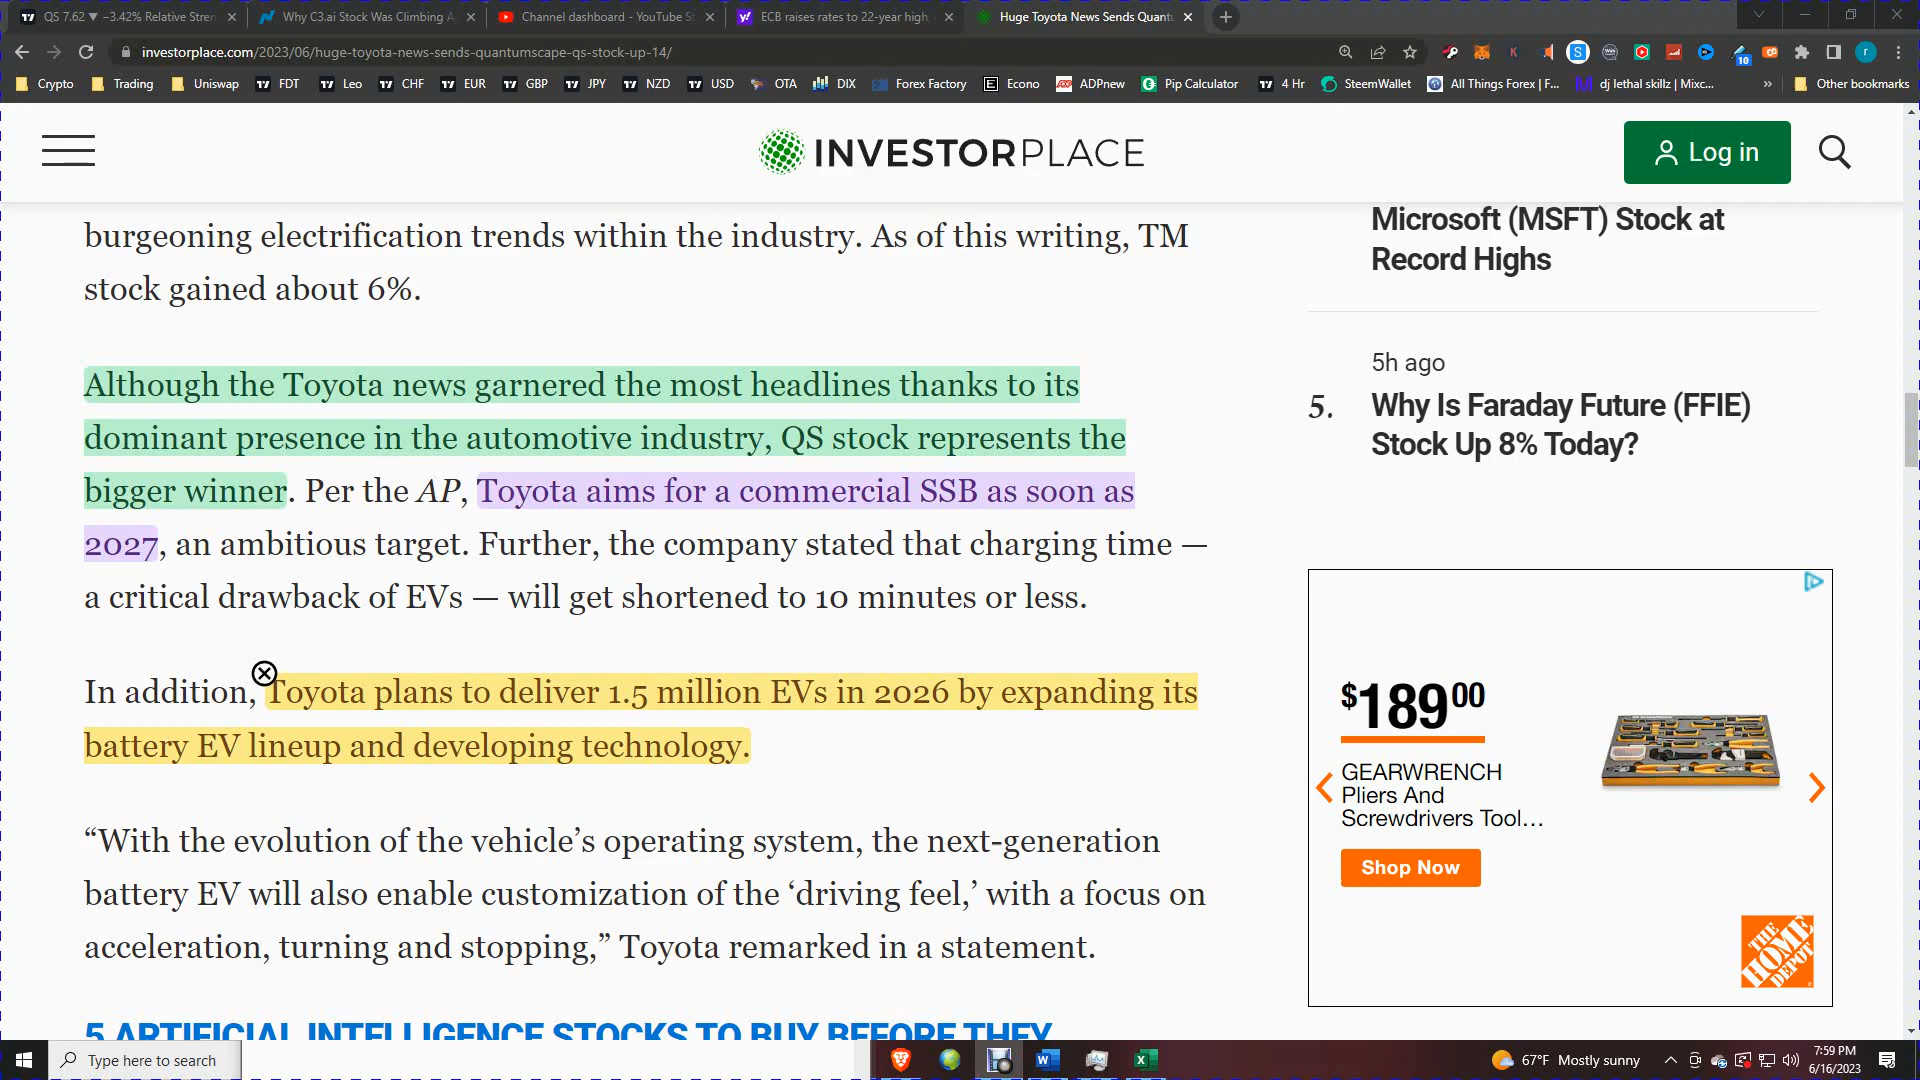 QS 7.62 ▼ −3.42% Relative Stren
Why C3.ai Stock Was Climbing A
Channel dashboard - YouTube St
ECB raises rates to 22-year high
Huge Toyota News Sends Quantu
investorplace.com/2023/06/huge-toyota-news-sends-quantumscape-qs-stock-up-14/
Crypto Trading Uniswap FDT Leo CHF EUR GBP JPY NZD USD OTA DIX Forex Factory Econo ADPnew Pip Calculator 4 Hr SteemWallet All Things Forex | F... dj lethal skillz | Mixc... » Other bookmarks
INVESTORPLACE
Log in
burgeoning electrification trends within the industry. As of this writing, TM
stock gained about 6%.
Although the Toyota news garnered the most headlines thanks to its
dominant presence in the automotive industry, QS stock represents the
bigger winner. Per the AP, Toyota aims for a commercial SSB as soon as
2027, an ambitious target. Further, the company stated that charging time —
a critical drawback of EVs — will get shortened to 10 minutes or less.
In addition, Toyota plans to deliver 1.5 million EVs in 2026 by expanding its
battery EV lineup and developing technology.
“With the evolution of the vehicle’s operating system, the next-generation
battery EV will also enable customization of the ‘driving feel,’ with a focus on
acceleration, turning and stopping,” Toyota remarked in a statement.
5 ARTIFICIAL INTELLIGENCE STOCKS TO BUY BEFORE THEY
Microsoft (MSFT) Stock at
Record Highs
5h ago
5. Why Is Faraday Future (FFIE)
Stock Up 8% Today?
$189 00
GEARWRENCH
Pliers And
Screwdrivers Tool...
Shop Now
THE
HOME
DEPOT
Type here to search
67°F Mostly sunny
7:59 PM
6/16/2023